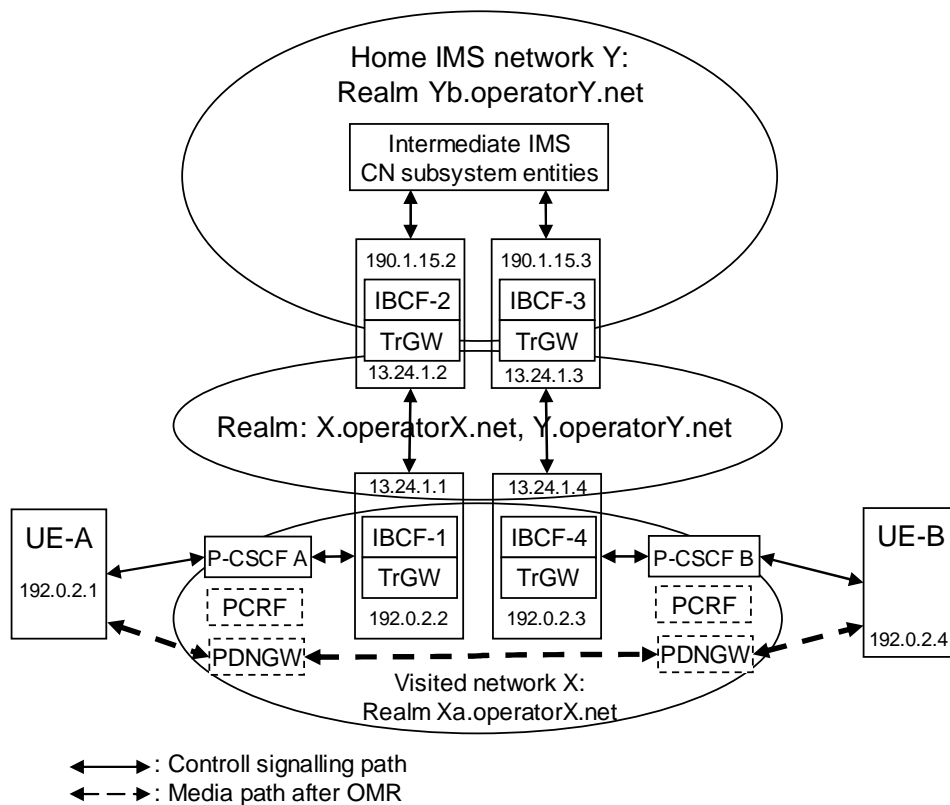 Home IMS network Y:
Realm Yb.operatorY.net
Intermediate IMS
CN subsystem entities
190.1.15.2
190.1.15.3
IBCF-2
IBCF-3
TrGW
TrGW
13.24.1.2
13.24.1.3
Realm: X.operatorX.net, Y.operatorY.net
13.24.1.1
13.24.1.4
UE-A
192.0.2.1
P-CSCF A
IBCF-1
IBCF-4
P-CSCF B
UE-B
192.0.2.4
TrGW
TrGW
PCRF
PCRF
192.0.2.2
192.0.2.3
PDNGW
PDNGW
Visited network X:
Realm Xa.operatorX.net
: Controll signalling path
: Media path after OMR